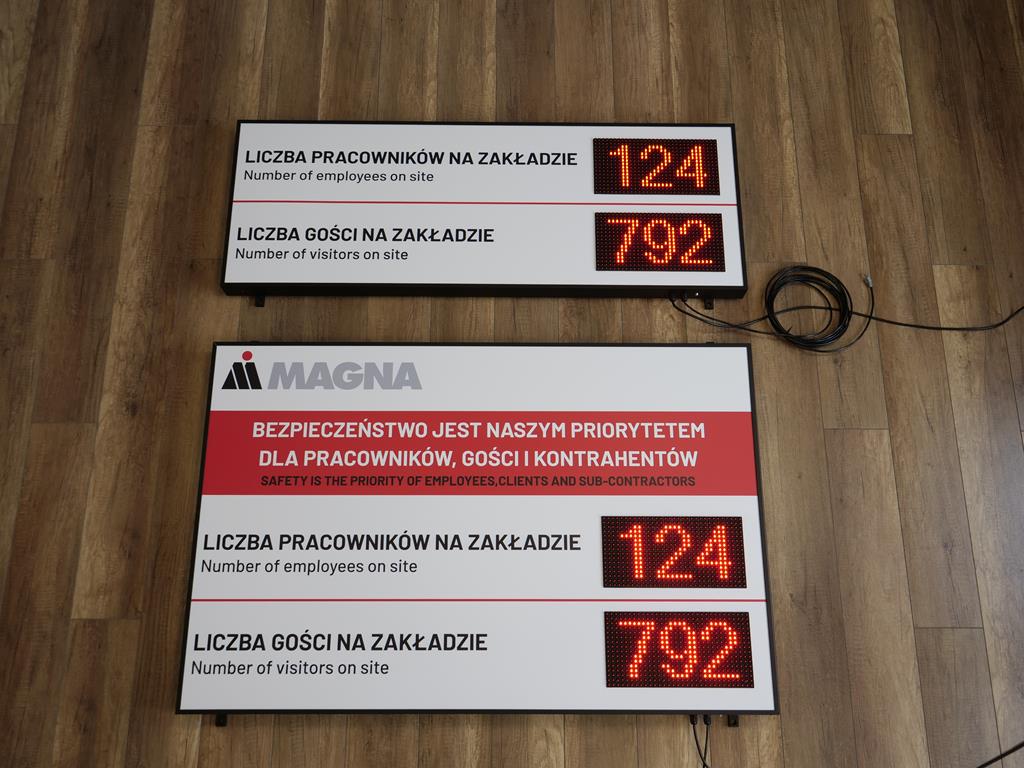 LICZBA PRACOWNIKÓW NA ZAKŁADZIE 124
Number of employees on site
LICZBA GOŚCI NA ZAKŁADZIE 792
Number of visitors on site
MAGNA
BEZPIECZEŃSTWO JEST NASZYM PRIORYTETEM
DLA PRACOWNIKÓW, GOŚCI I KONTRAHENTÓW
SAFETY IS THE PRIORITY OF EMPLOYEES,CLIENTS AND SUB-CONTRACTORS
LICZBA PRACOWNIKÓW NA ZAKŁADZIE 124
Number of employees on site
LICZBA GOŚCI NA ZAKŁADZIE 792
Number of visitors on site